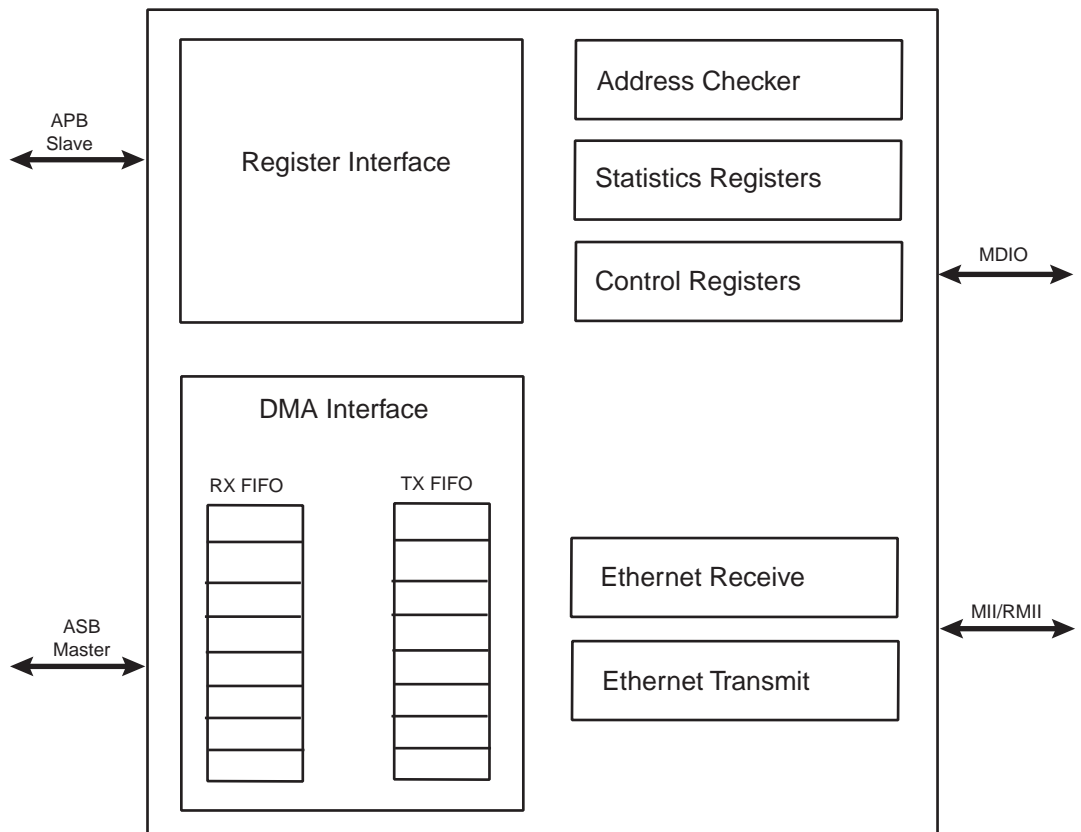 APB
Slave
Register Interface
Address Checker
Statistics Registers
Control Registers
MDIO
DMA Interface
RX FIFO
TX FIFO
ASB
Master
Ethernet Receive
Ethernet Transmit
MII/RMII